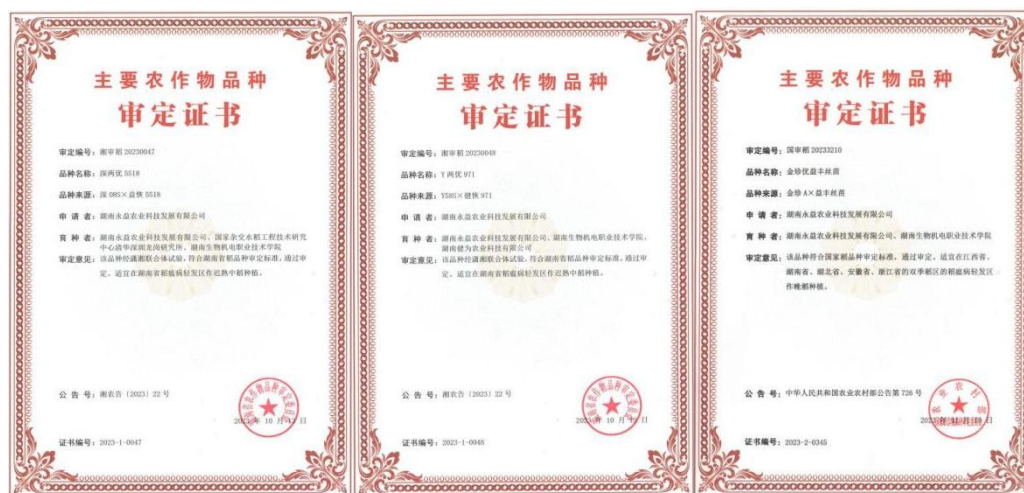 主要农作物品种
审定证书
审定编号：湘审稻 20230047
品种名称：深两优 5518
品种来源：深 08S×益恢 5518
申 请 者：湖南永益农业科技发展有限公司
育 种 者：湖南永益农业科技发展有限公司、国家杂交水稻工程技术研究
中心清华深圳龙岗研究所、湖南生物机电职业技术学院
审定意见：该品种经潇湘联合体试验，符合湖南省稻品种审定标准，通过审
定。适宜在湖南省稻瘟病轻发区作迟熟中稻种植。
公 告 号：湘农告〔2023〕22 号
证书编号：2023-1-0047
主要农作物品种
审定证书
审定编号：湘审稻 20230048
品种名称：Y 两优 971
品种来源：Y58S×健恢 971
申 请 者：湖南永益农业科技发展有限公司
育 种 者：湖南永益农业科技发展有限公司、湖南生物机电职业技术学院、
湖南健为农业科技有限公司
审定意见：该品种经潇湘联合体试验，符合湖南省稻品种审定标准，通过审
定。适宜在湖南省稻瘟病轻发区作迟熟中稻种植。
公 告 号：湘农告〔2023〕22 号
证书编号：2023-1-0048
主要农作物品种
审定证书
审定编号：国审稻 20233210
品种名称：金珍优益丰丝苗
品种来源：金珍 A×益丰丝苗
申 请 者：湖南永益农业科技发展有限公司
育 种 者：湖南永益农业科技发展有限公司、湖南生物机电职业技术学院
审定意见：该品种符合国家稻品种审定标准，通过审定。适宜在江西省、
湖南省、湖北省、安徽省、浙江省的双季稻区的稻瘟病轻发区
作晚稻种植。
公 告 号：中华人民共和国农业农村部公告第 726 号
证书编号：2023-2-0345